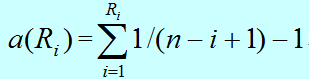 a(R_i) = \sum_{i=1}^{R_i} 1/(n − i + 1) − 1